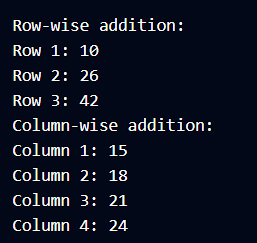 Row-wise addition:
Row 1: 10
Row 2: 26
Row 3: 42
Column-wise addition:
Column 1: 15
Column 2: 18
Column 3: 21
Column 4: 24